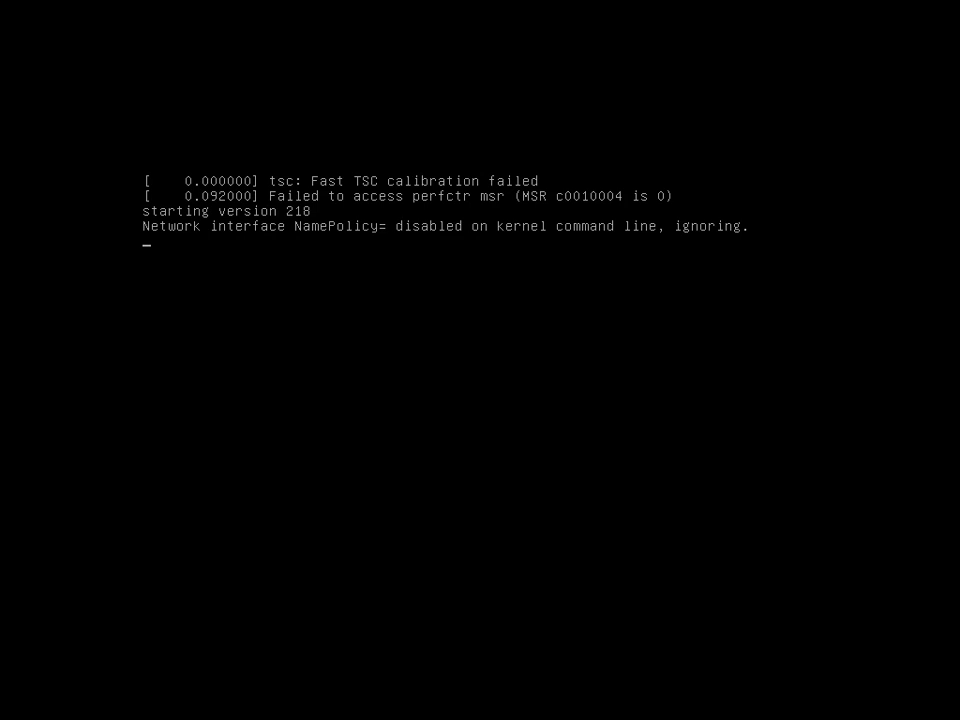 [    0.000000] tsc: Fast TSC calibration failed
[    0.092000] Failed to access perfctr msr (MSR c0010004 is 0)
starting version 218
Network interface NamePolicy= disabled on kernel command line, ignoring.